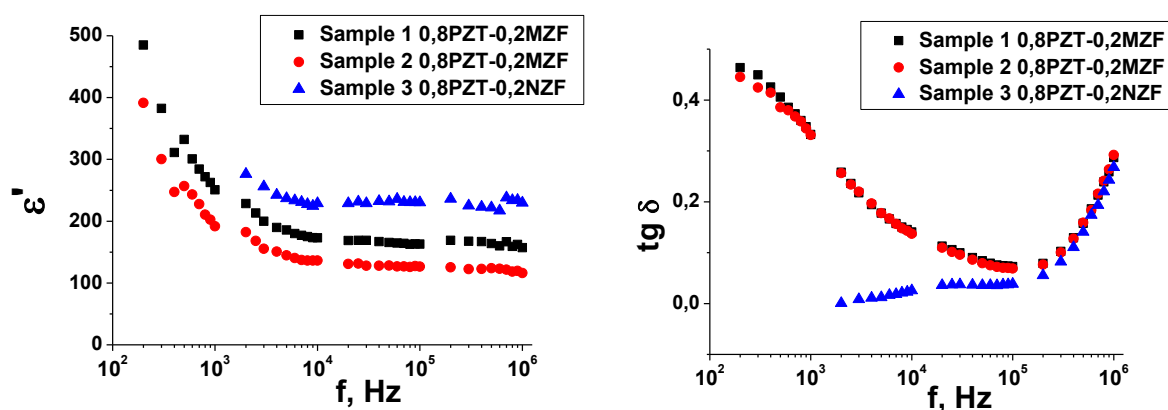 500
400
300
200
100
0
ε'
10² 10³ 10⁴ 10⁵ 10⁶
f, Hz
Sample 1 0,8PZT-0,2MZF
Sample 2 0,8PZT-0,2MZF
Sample 3 0,8PZT-0,2NZF
0,4
0,2
0,0
tg δ
10² 10³ 10⁴ 10⁵ 10⁶
f, Hz
Sample 1 0,8PZT-0,2MZF
Sample 2 0,8PZT-0,2MZF
Sample 3 0,8PZT-0,2NZF